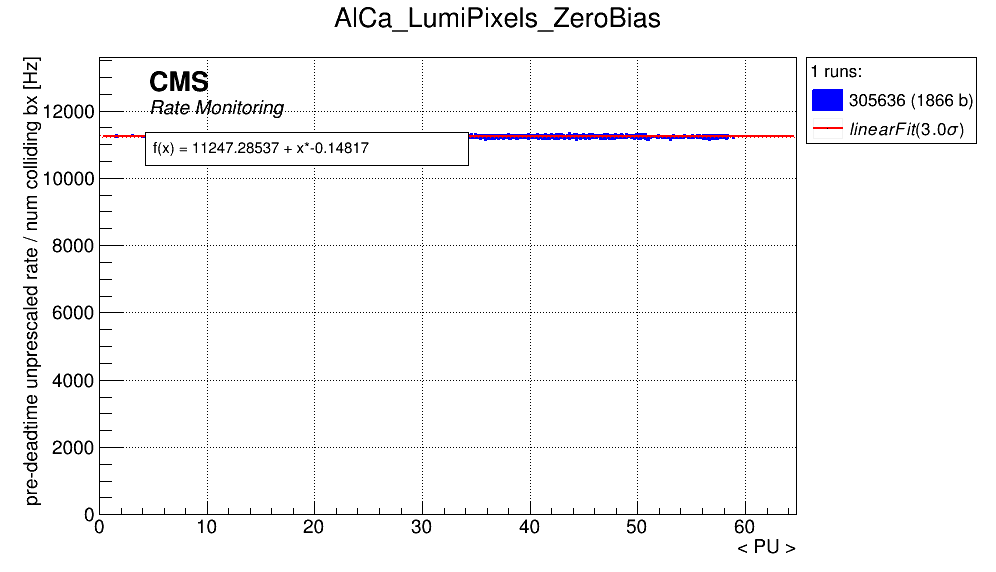 AlCa_LumiPixels_ZeroBias
pre-deadtime unprescaled rate / num colliding bx [Hz]
CMS
Rate Monitoring
f(x) = 11247.28537 + x*-0.14817
1 runs:
305636 (1866 b)
linearFit(3.0σ)
12000
10000
8000
6000
4000
2000
0
0 10 20 30 40 50 60
< PU >